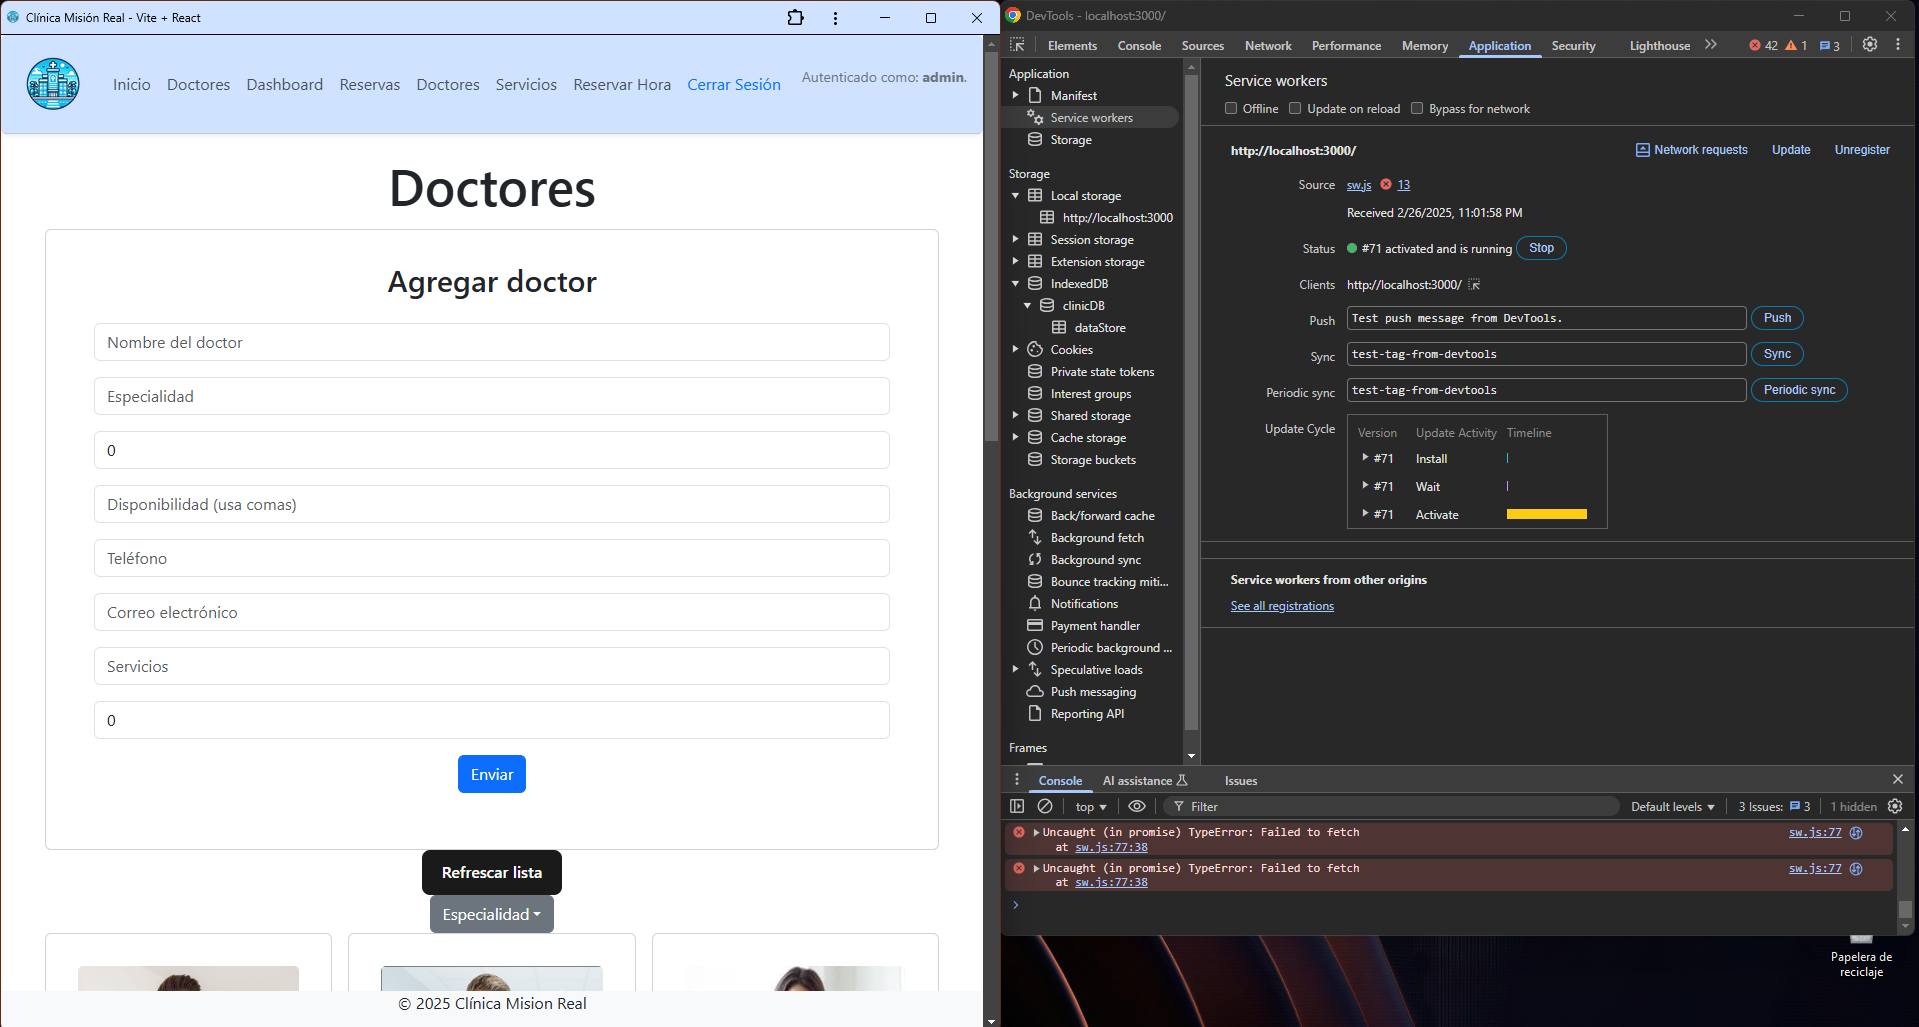 Clínica Misión Real - Vite + React
Inicio Doctores Dashboard Reservas Doctores Servicios Reservar Hora Cerrar Sesión Autenticado como: admin.
Doctores
Agregar doctor
Nombre del doctor
Especialidad
0
Disponibilidad (usa comas)
Teléfono
Correo electrónico
Servicios
0
Enviar
Refrescar lista
Especialidad
© 2025 Clínica Mision Real
DevTools - localhost:3000/
Elements Console Sources Network Performance Memory Application Security Lighthouse 42 1 3
Application
Manifest
Service workers
Storage
Storage
Local storage
http://localhost:3000
Session storage
Extension storage
IndexedDB
clinicDB
dataStore
Cookies
Private state tokens
Interest groups
Shared storage
Cache storage
Storage buckets
Background services
Back/forward cache
Background fetch
Background sync
Bounce tracking miti...
Notifications
Payment handler
Periodic background ...
Speculative loads
Push messaging
Reporting API
Frames
Service workers
Offline Update on reload Bypass for network
http://localhost:3000/ Network requests Update Unregister
Source sw.js 13
Received 2/26/2025, 11:01:58 PM
Status #71 activated and is running Stop
Clients http://localhost:3000/
Push Test push message from DevTools. Push
Sync test-tag-from-devtools Sync
Periodic sync test-tag-from-devtools Periodic sync
Update Cycle Version Update Activity Timeline
#71 Install
#71 Wait
#71 Activate
Service workers from other origins
See all registrations
Console AI assistance Issues
top Filter Default levels 3 Issues: 3 1 hidden
Uncaught (in promise) TypeError: Failed to fetch sw.js:77
at sw.js:77:38
Uncaught (in promise) TypeError: Failed to fetch sw.js:77
at sw.js:77:38
Papelera de
reciclaje